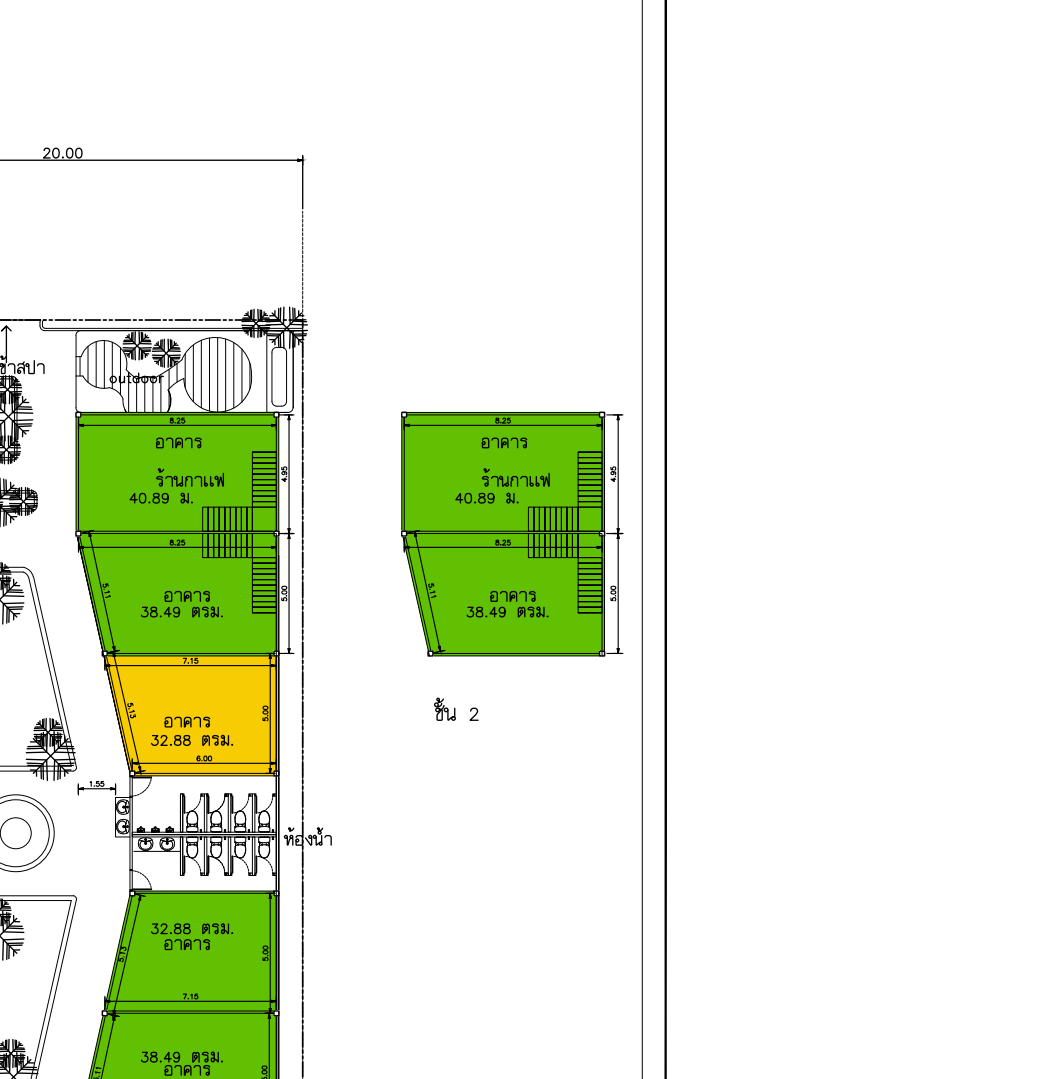 20.00
outdoor
8.25
อาคาร
ร้านกาแฟ
40.89 ม.
4.95
8.25
5.11
อาคาร
38.49 ตรม.
5.00
7.15
5.13
อาคาร
32.88 ตรม.
5.00
6.00
1.55
ห้องน้ำ
32.88 ตรม.
อาคาร
5.13
5.00
7.15
38.49 ตรม.
อาคาร
8.25
อาคาร
ร้านกาแฟ
40.89 ม.
4.95
8.25
5.11
อาคาร
38.49 ตรม.
5.00
ชั้น 2